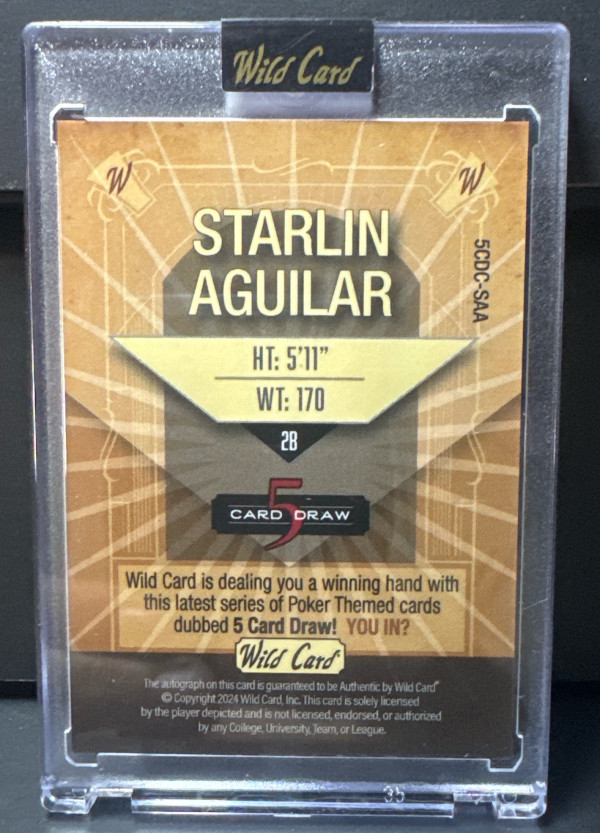 Wild Card
W
W
STARLIN
AGUILAR
5CDC-SAA
HT: 5'11"
WT: 170
2B
5
CARD DRAW
Wild Card is dealing you a winning hand with
this latest series of Poker Themed cards
dubbed 5 Card Draw! YOU IN?
Wild Card
The autograph on this card is guaranteed to be Authentic by Wild Card®
© Copyright 2024 Wild Card, Inc. This card is solely licensed
by the player depicted and is not licensed, endorsed, or authorized
by any College, University, Team, or League.
35